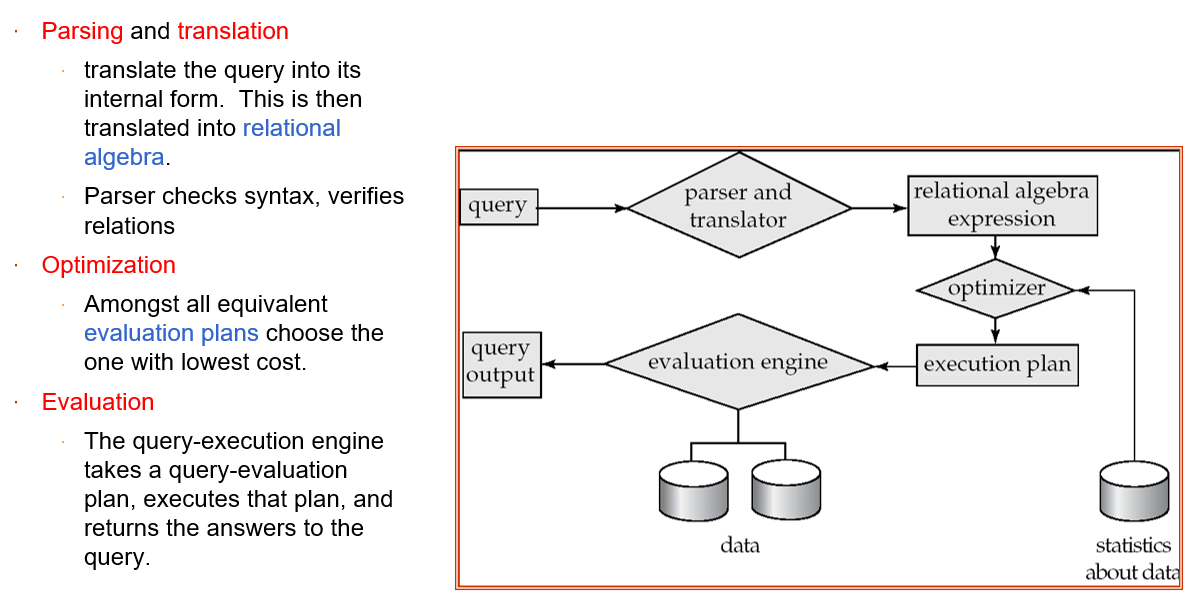 · Parsing and translation
· translate the query into its
internal form.  This is then
translated into relational
algebra.
· Parser checks syntax, verifies
relations
· Optimization
· Amongst all equivalent
evaluation plans choose the
one with lowest cost.
· Evaluation
· The query-execution engine
takes a query-evaluation
plan, executes that plan, and
returns the answers to the
query.
query
parser and
translator
relational algebra
expression
optimizer
query
output
evaluation engine
execution plan
data
statistics
about data